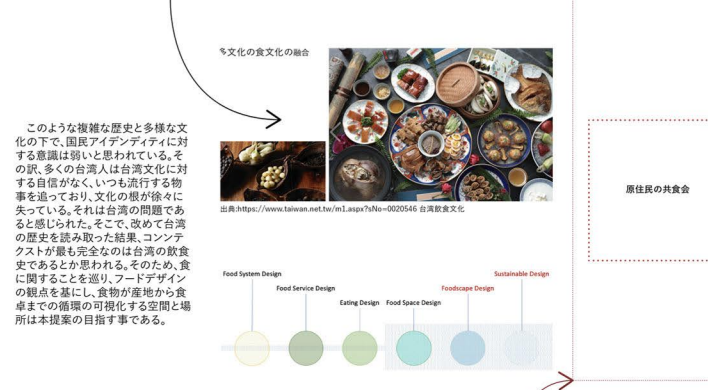 多文化の食文化の融合
このような複雑な歴史と多様な文
化の下で、国民アイデンディティに対
する意識は弱いと思われている。そ
の訳、多くの台湾人は台湾文化に対
する自信がなく、いつも流行する物
事を追っており、文化の根が徐々に
失っている。それは台湾の問題であ
ると感じられた。そこで、改めて台湾
の歴史を読み取った結果、コンンテ
クストが最も完全なのは台湾の飲食
史であるとか思われる。そのため、食
に関することを巡り、フードデザイン
の観点を基にし、食物が産地から食
卓までの循環の可視化する空間と場
所は本提案の目指す事である。
出典:https://www.taiwan.net.tw/m1.aspx?sNo=0020546 台湾飲食文化
原住民の共食会
Food System Design
Food Service Design
Eating Design
Food Space Design
Foodscape Design
Sustainable Design